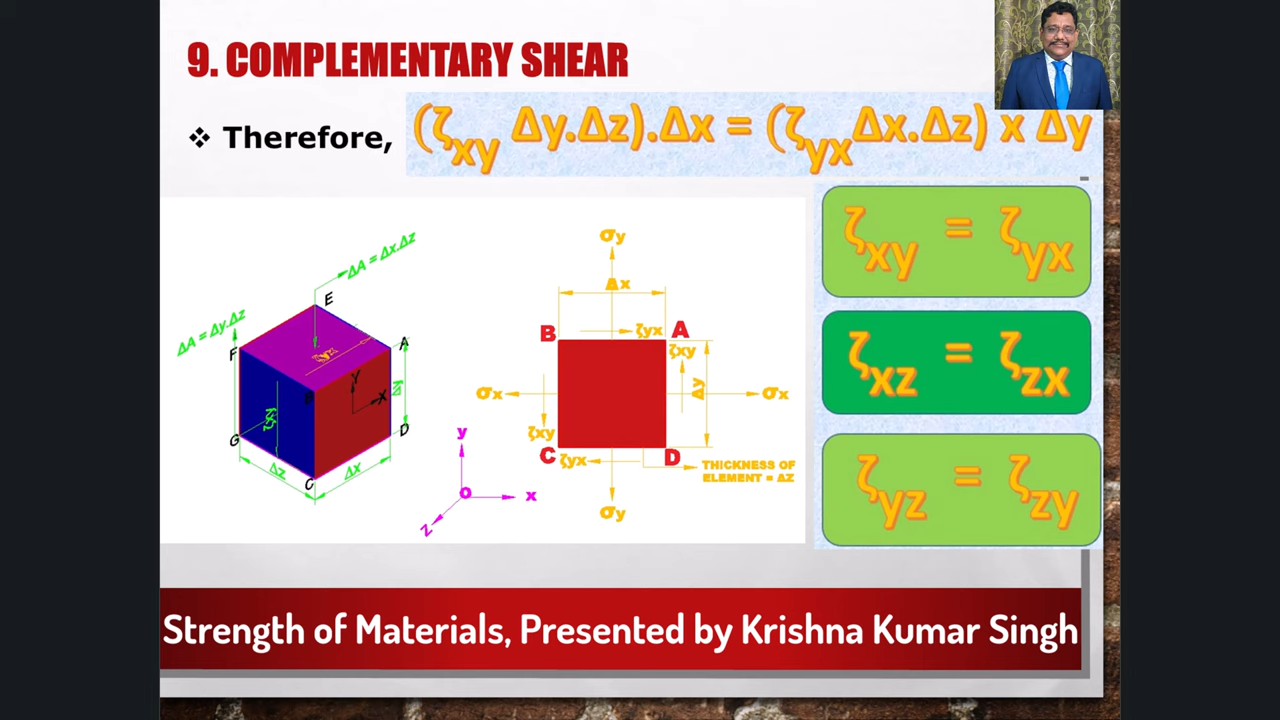 9. COMPLEMENTARY SHEAR
❖ Therefore, (ζxy Δy.Δz).Δx = (ζyxΔx.Δz) x Δy
ζxy = ζyx
ζxz = ζzx
ζyz = ζzy
ΔA = Δx.Δz
E
ΔA = Δy.Δz
F
A
B
Y
X
G
D
Δz
Δx
C
σy
Δx
B
ζyx
A
ζxy
Δy
σx
σx
ζxy
C
ζyx
D
THICKNESS OF
ELEMENT = ΔZ
σy
y
O
x
z
Strength of Materials, Presented by Krishna Kumar Singh